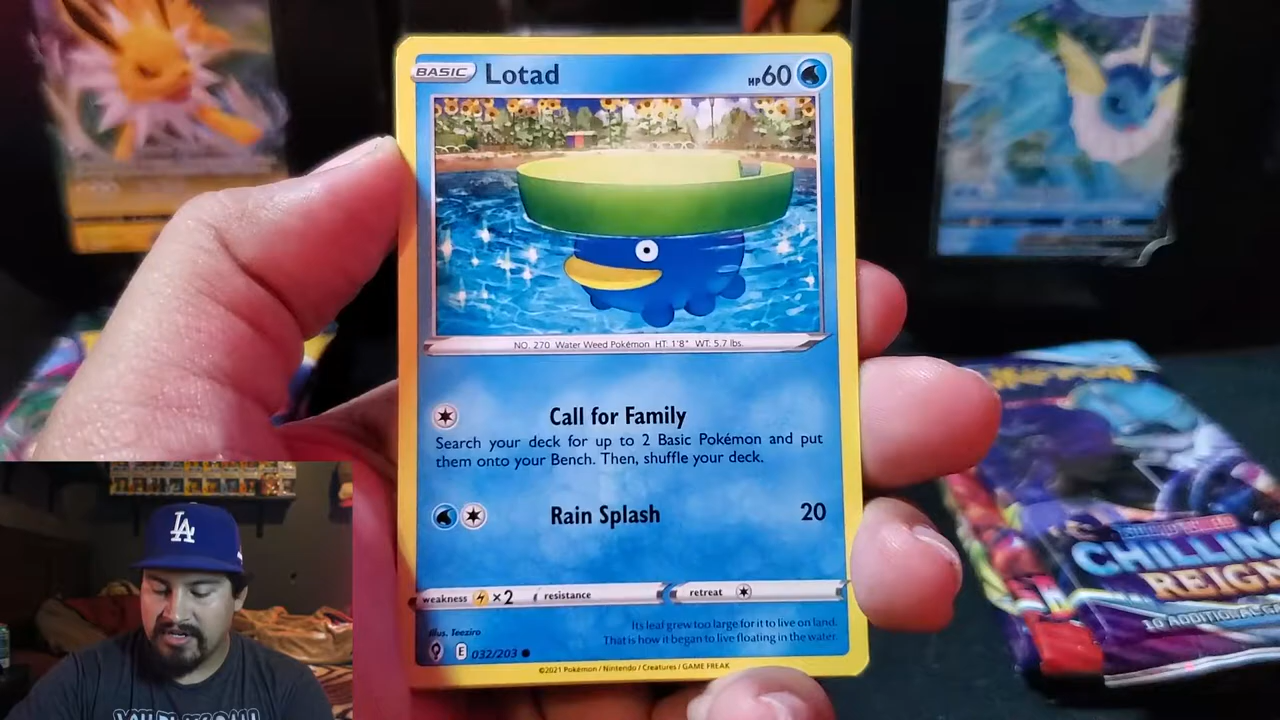 BASIC Lotad HP 60
NO. 270 Water Weed Pokémon HT: 1'8" WT: 5.7 lbs.
Call for Family
Search your deck for up to 2 Basic Pokémon and put
them onto your Bench. Then, shuffle your deck.
Rain Splash 20
weakness ×2 resistance retreat
Illus. Teeziro
Its leaf grew too large for it to live on land.
That is how it began to live floating in the water.
E 032/203
©2021 Pokémon / Nintendo / Creatures / GAME FREAK
CHILLING
REIGN
10 ADDITIONAL
LA